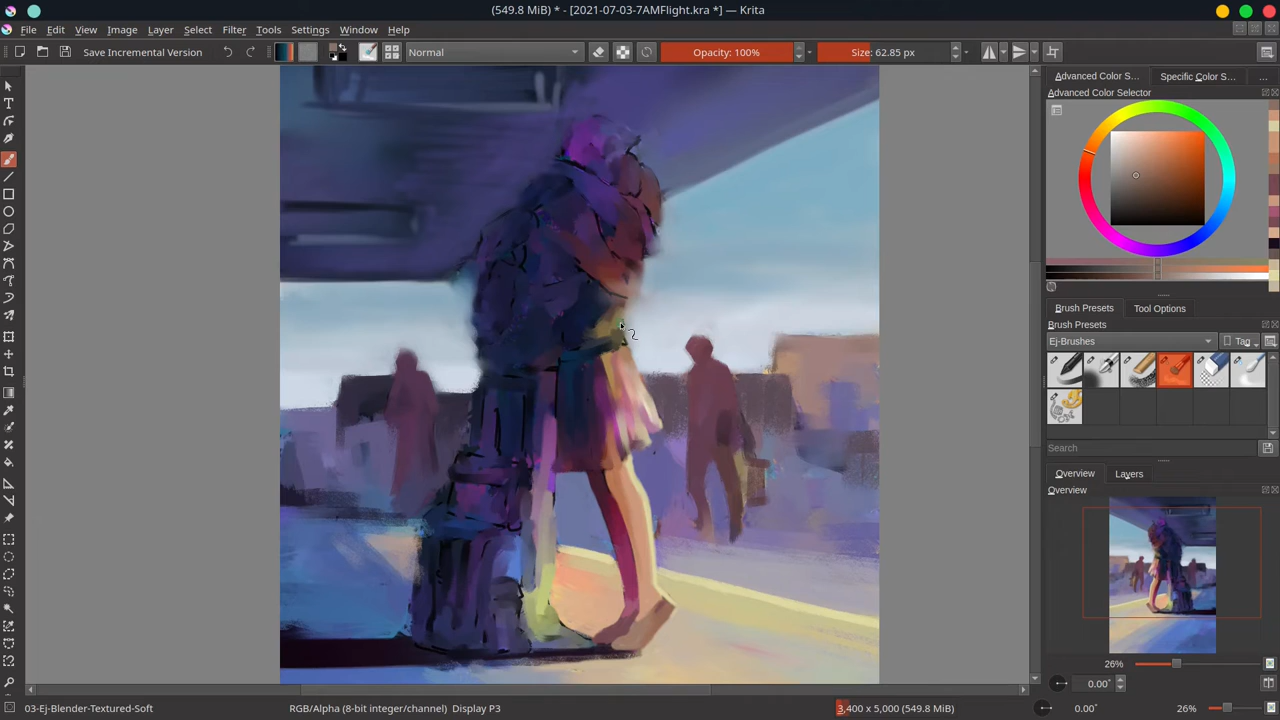 (549.8 MiB) * - [2021-07-03-7AMFlight.kra *] — Krita
File Edit View Image Layer Select Filter Tools Settings Window Help
Save Incremental Version Normal Opacity: 100% Size: 62.85 px
Advanced Color S... Specific Color S... ...
Advanced Color Selector
Brush Presets Tool Options
Brush Presets
Ej-Brushes Tag
Search
Overview Layers
Overview
26%
0.00°
03-Ej-Blender-Textured-Soft RGB/Alpha (8-bit integer/channel) Display P3 3,400 x 5,000 (549.8 MiB) 0.00° 26%